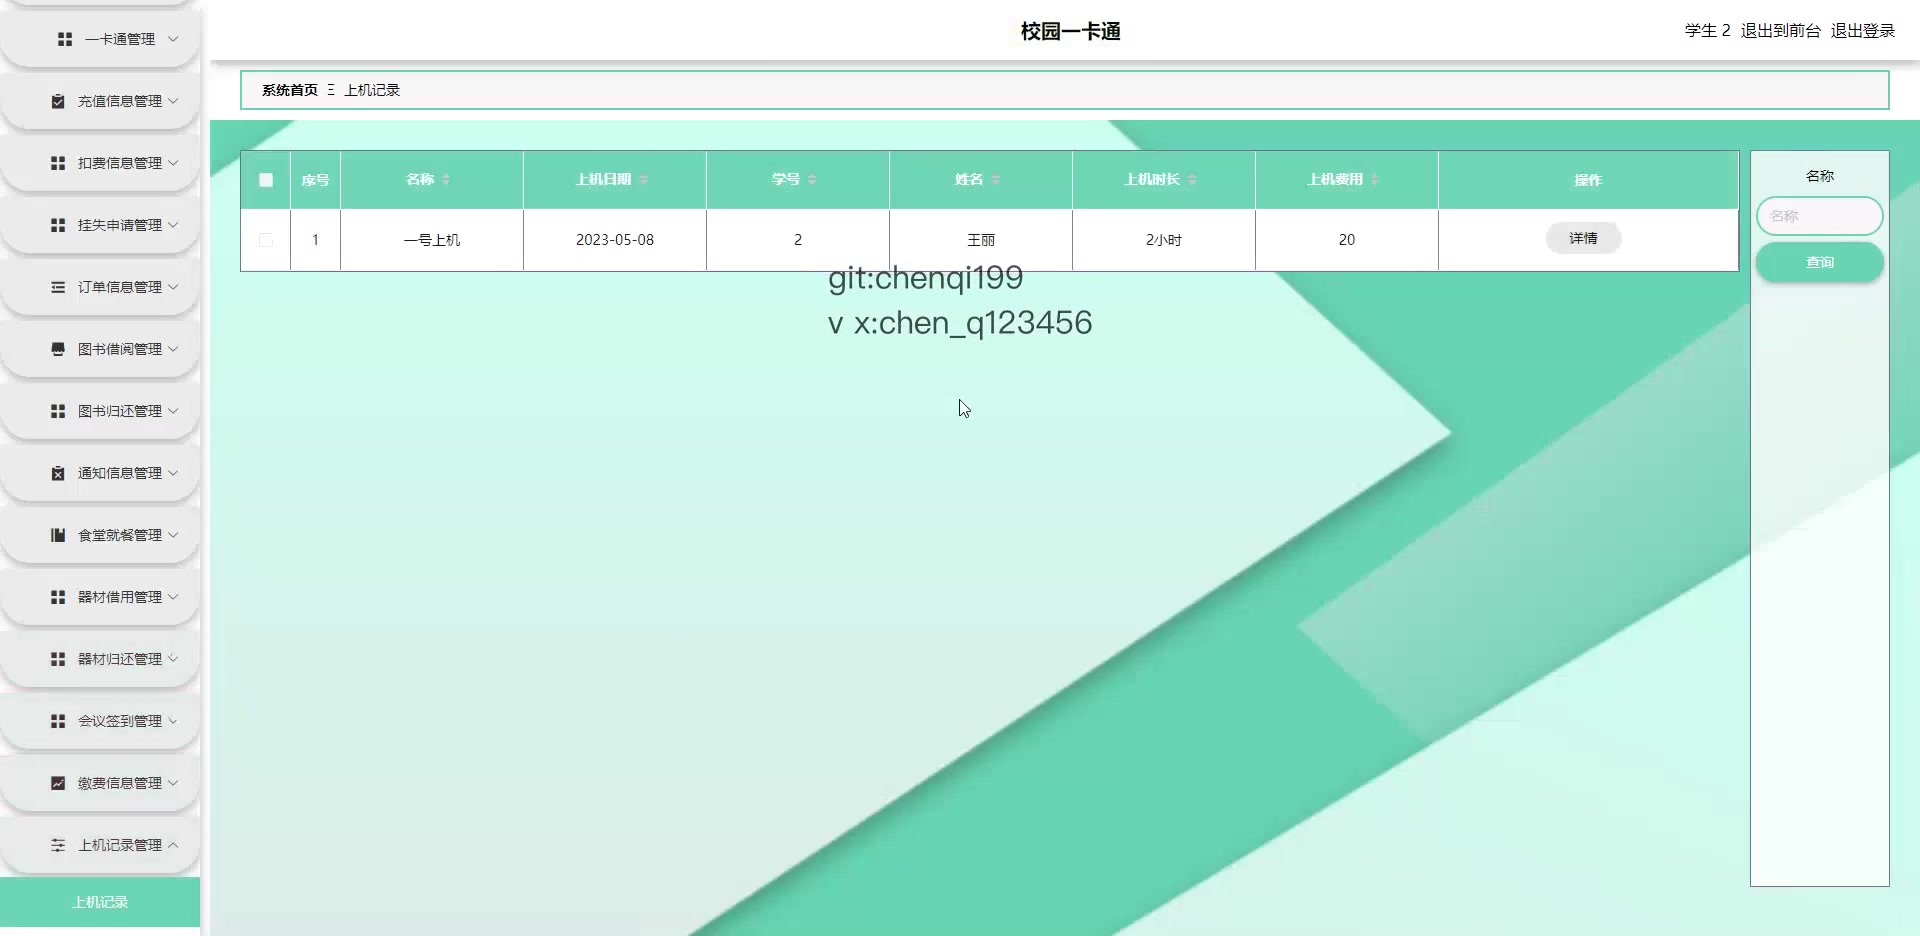 校园一卡通
学生 2 退出到前台 退出登录
一卡通管理
充值信息管理
扣费信息管理
挂失申请管理
订单信息管理
图书借阅管理
图书归还管理
通知信息管理
食堂就餐管理
器材借用管理
器材归还管理
会议签到管理
缴费信息管理
上机记录管理
上机记录
系统首页 Ξ 上机记录
序号 名称 上机日期 学号 姓名 上机时长 上机费用 操作
1 一号上机 2023-05-08 2 王丽 2小时 20 详情
git:chenqi199
v x:chen_q123456
名称
名称
查询